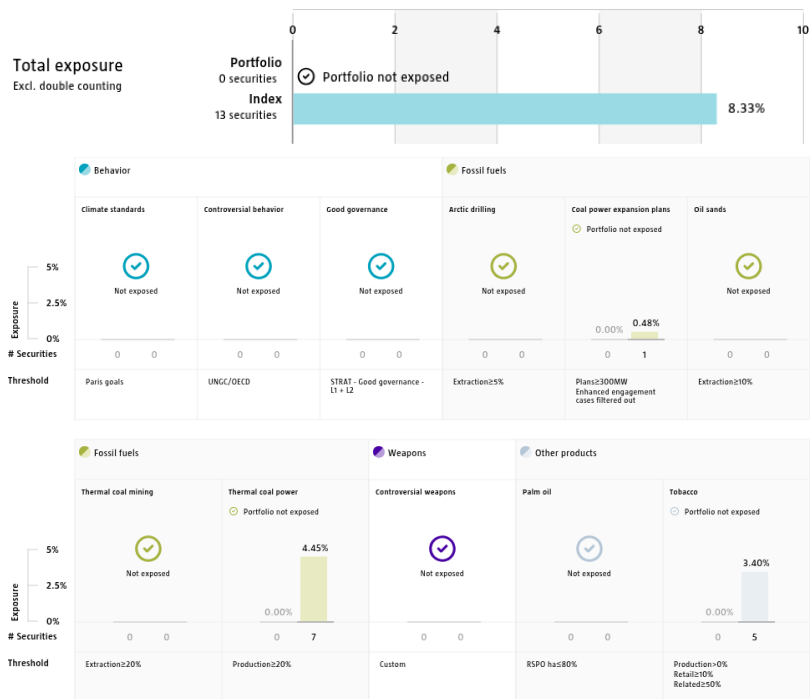 0 2 4 6 8 10
Total exposure
Excl. double counting
Portfolio
0 securities
Portfolio not exposed
Index
13 securities
8.33%
Behavior
Fossil fuels
Climate standards
Controversial behavior
Good governance
Arctic drilling
Coal power expansion plans
Oil sands
Portfolio not exposed
Not exposed
Not exposed
Not exposed
Not exposed
Not exposed
Exposure
5%
2.5%
0%
0.00%
0.48%
# Securities
0 0
0 0
0 0
0 0
0 1
0 0
Threshold
Paris goals
UNGC/OECD
STRAT - Good governance -
L1 + L2
Extraction≥5%
Plans≥300MW
Enhanced engagement
cases filtered out
Extraction≥10%
Fossil fuels
Weapons
Other products
Thermal coal mining
Thermal coal power
Controversial weapons
Palm oil
Tobacco
Portfolio not exposed
Portfolio not exposed
Not exposed
Not exposed
Not exposed
Exposure
5%
2.5%
0%
0.00%
4.45%
0.00%
3.40%
# Securities
0 0
0 7
0 0
0 0
0 5
Threshold
Extraction≥20%
Production≥20%
Custom
RSPO ha≤80%
Production>0%
Retail≥10%
Related≥50%